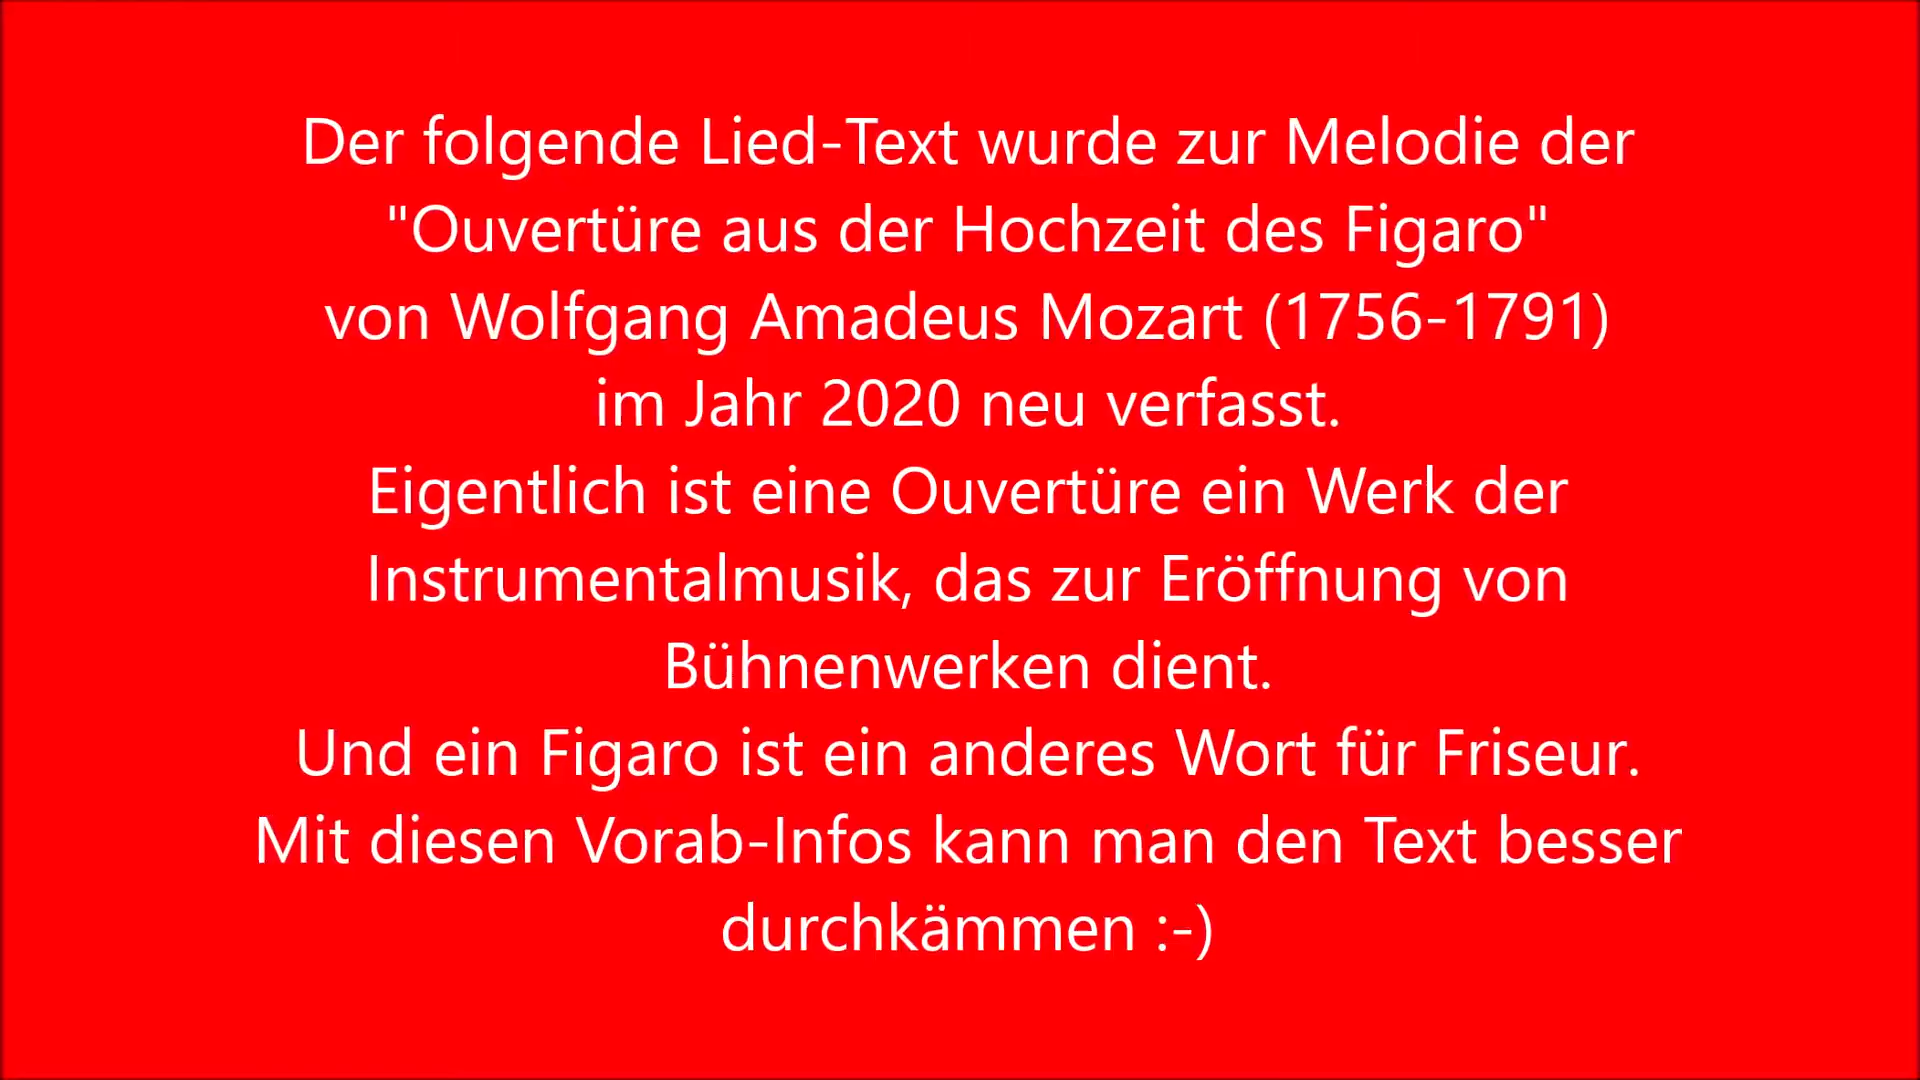 Der folgende Lied-Text wurde zur Melodie der
"Ouvertüre aus der Hochzeit des Figaro"
von Wolfgang Amadeus Mozart (1756-1791)
im Jahr 2020 neu verfasst.
Eigentlich ist eine Ouvertüre ein Werk der
Instrumentalmusik, das zur Eröffnung von
Bühnenwerken dient.
Und ein Figaro ist ein anderes Wort für Friseur.
Mit diesen Vorab-Infos kann man den Text besser
durchkämmen :-)